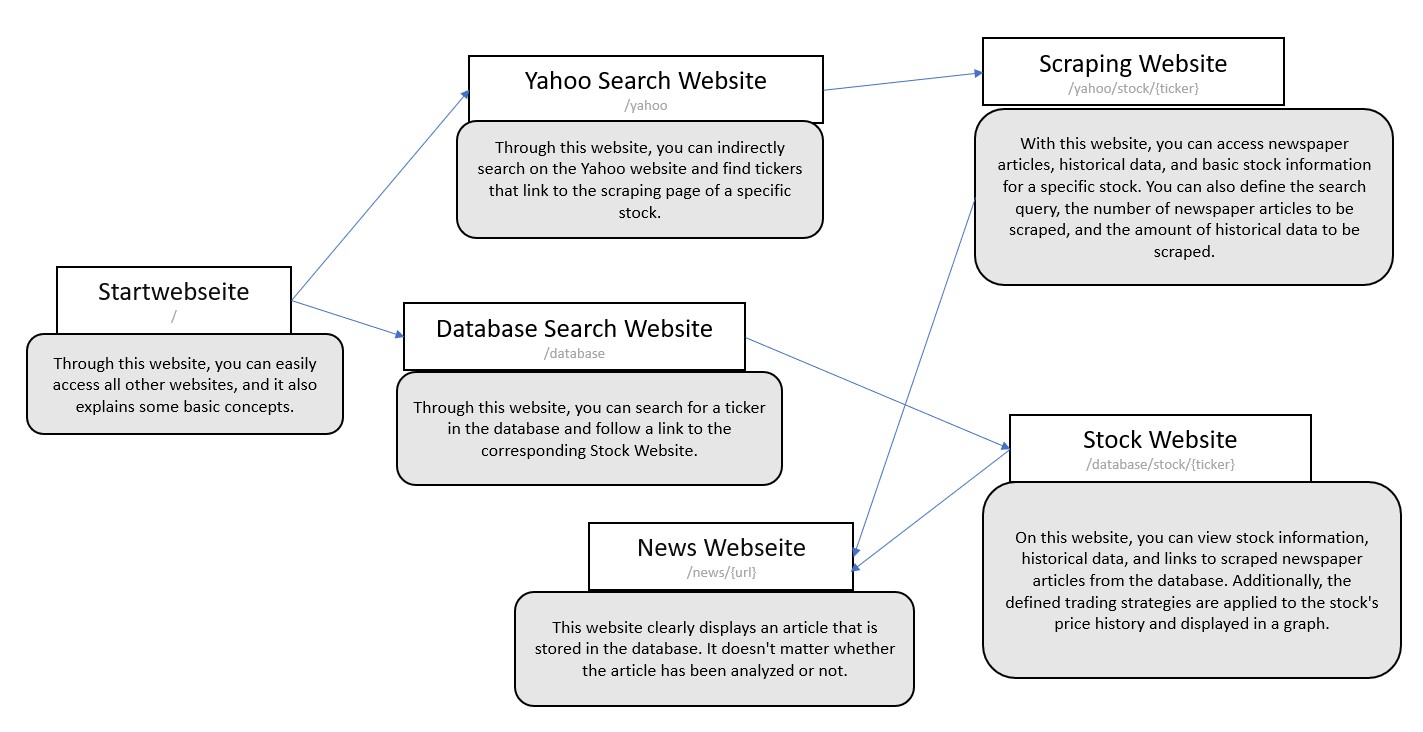 Yahoo Search Website
/yahoo
Through this website, you can indirectly
search on the Yahoo website and find tickers
that link to the scraping page of a specific
stock.
Scraping Website
/yahoo/stock/{ticker}
With this website, you can access newspaper
articles, historical data, and basic stock information
for a specific stock. You can also define the search
query, the number of newspaper articles to be
scraped, and the amount of historical data to be
scraped.
Startwebseite
/
Through this website, you can easily
access all other websites, and it also
explains some basic concepts.
Database Search Website
/database
Through this website, you can search for a ticker
in the database and follow a link to the
corresponding Stock Website.
Stock Website
/database/stock/{ticker}
On this website, you can view stock information,
historical data, and links to scraped newspaper
articles from the database. Additionally, the
defined trading strategies are applied to the stock's
price history and displayed in a graph.
News Webseite
/news/{url}
This website clearly displays an article that is
stored in the database. It doesn't matter whether
the article has been analyzed or not.